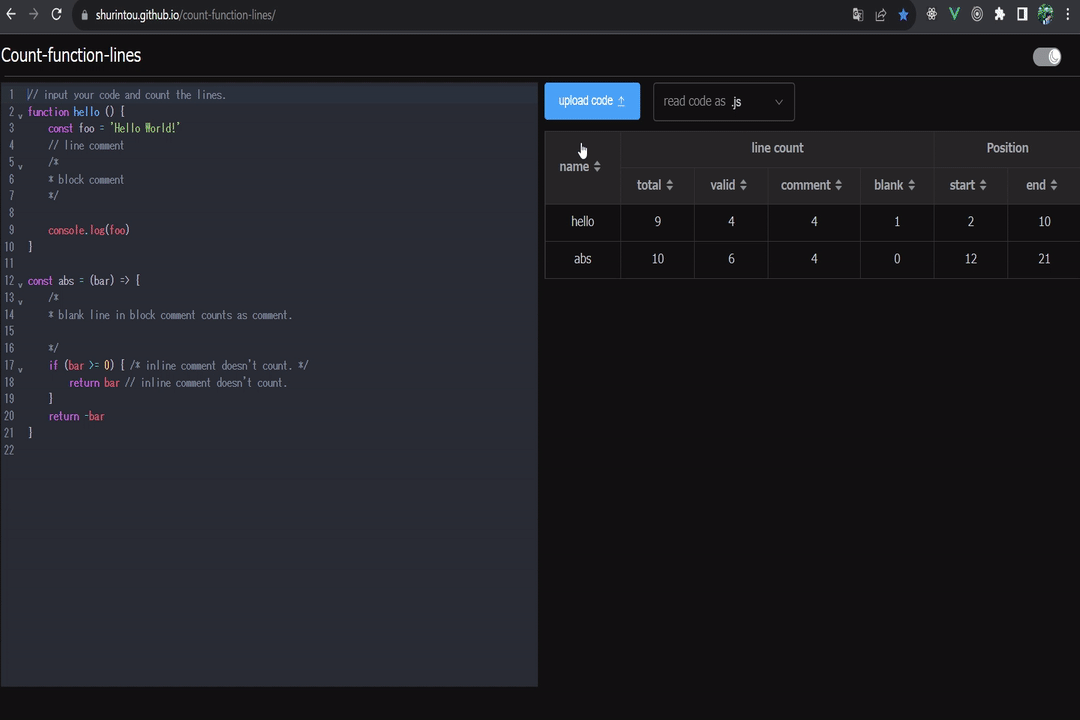 shurintou.github.io/count-function-lines/
Count-function-lines
1 // input your code and count the lines.
2 function hello () {
3 const foo = 'Hello World!'
4 // line comment
5 /*
6 * block comment
7 */
8
9 console.log(foo)
10 }
11
12 const abs = (bar) => {
13 /*
14 * blank line in block comment counts as comment.
15
16 */
17 if (bar >= 0) { /* inline comment doesn't count. */
18 return bar // inline comment doesn't count.
19 }
20 return -bar
21 }
22
upload code
read code as .js
name
line count
Position
total valid comment blank start end
hello 9 4 4 1 2 10
abs 10 6 4 0 12 21